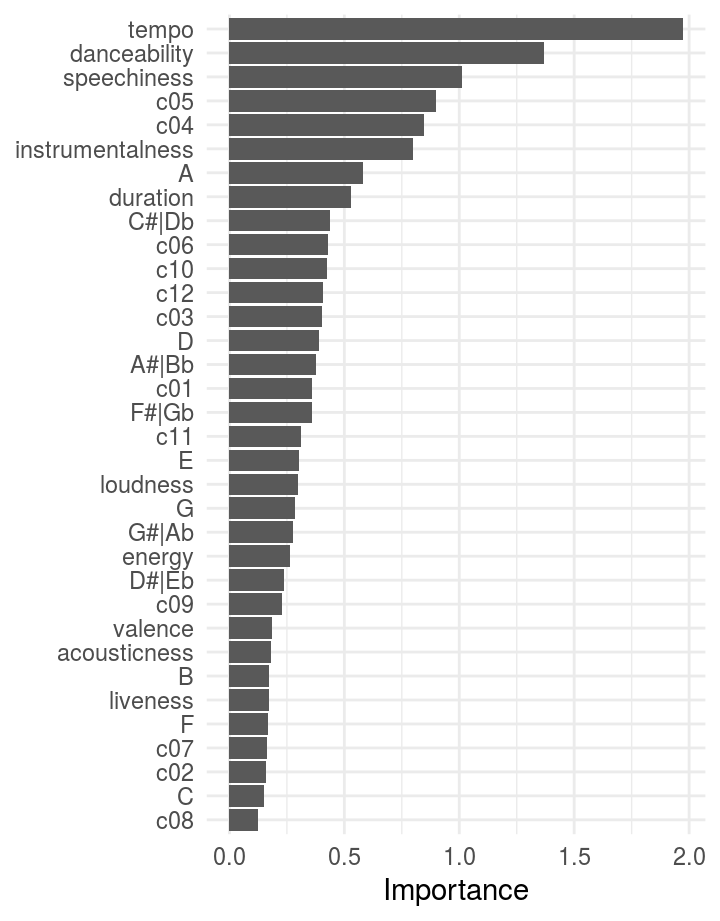 tempo
danceability
speechiness
c05
c04
instrumentalness
A
duration
C#|Db
c06
c10
c12
c03
D
A#|Bb
c01
F#|Gb
c11
E
loudness
G
G#|Ab
energy
D#|Eb
c09
valence
acousticness
B
liveness
F
c07
c02
C
c08
0.0 0.5 1.0 1.5 2.0
Importance